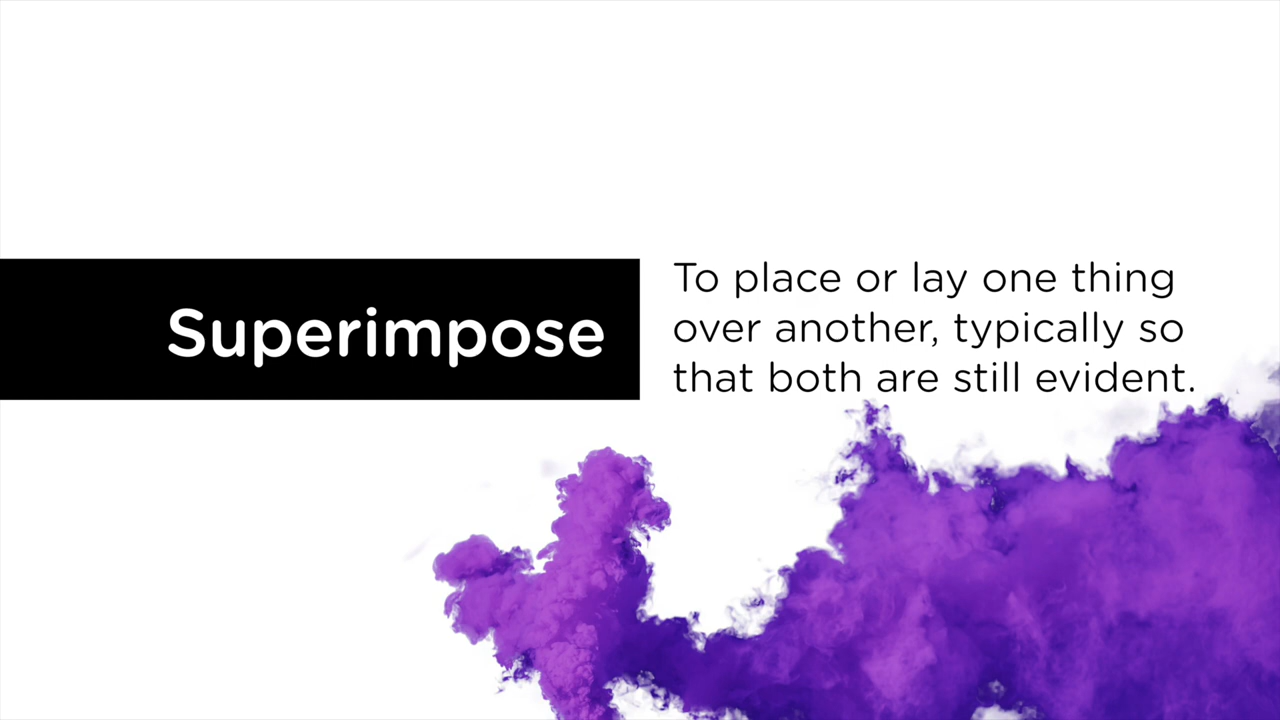 Superimpose
To place or lay one thing
over another, typically so
that both are still evident.